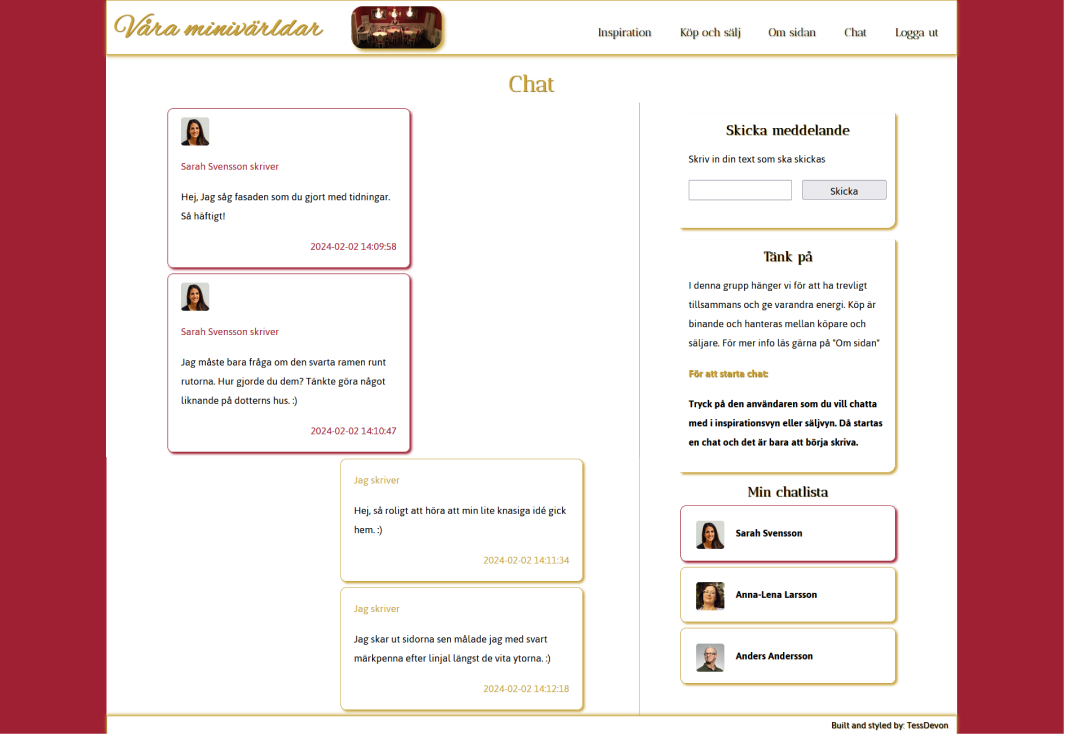 Våra minivärldar
Inspiration Köp och sälj Om sidan Chat Logga ut
Chat
Sarah Svensson skriver
Hej, Jag såg fasaden som du gjort med tidningar.
Så häftigt!
2024-02-02 14:09:58
Sarah Svensson skriver
Jag måste bara fråga om den svarta ramen runt
rutorna. Hur gjorde du dem? Tänkte göra något
liknande på dotterns hus. :)
2024-02-02 14:10:47
Jag skriver
Hej, så roligt att höra att min lite knasiga idé gick
hem. :)
2024-02-02 14:11:34
Jag skriver
Jag skar ut sidorna sen målade jag med svart
märkpenna efter linjal längst de vita ytorna. :)
2024-02-02 14:12:18
Skicka meddelande
Skriv in din text som ska skickas
Skicka
Tänk på
I denna grupp hänger vi för att ha trevligt
tillsammans och ge varandra energi. Köp är
binande och hanteras mellan köpare och
säljare. För mer info läs gärna på "Om sidan"
För att starta chat:
Tryck på den användaren som du vill chatta
med i inspirationsvyn eller säljvyn. Då startas
en chat och det är bara att börja skriva.
Min chatlista
Sarah Svensson
Anna-Lena Larsson
Anders Andersson
Built and styled by: TessDevon